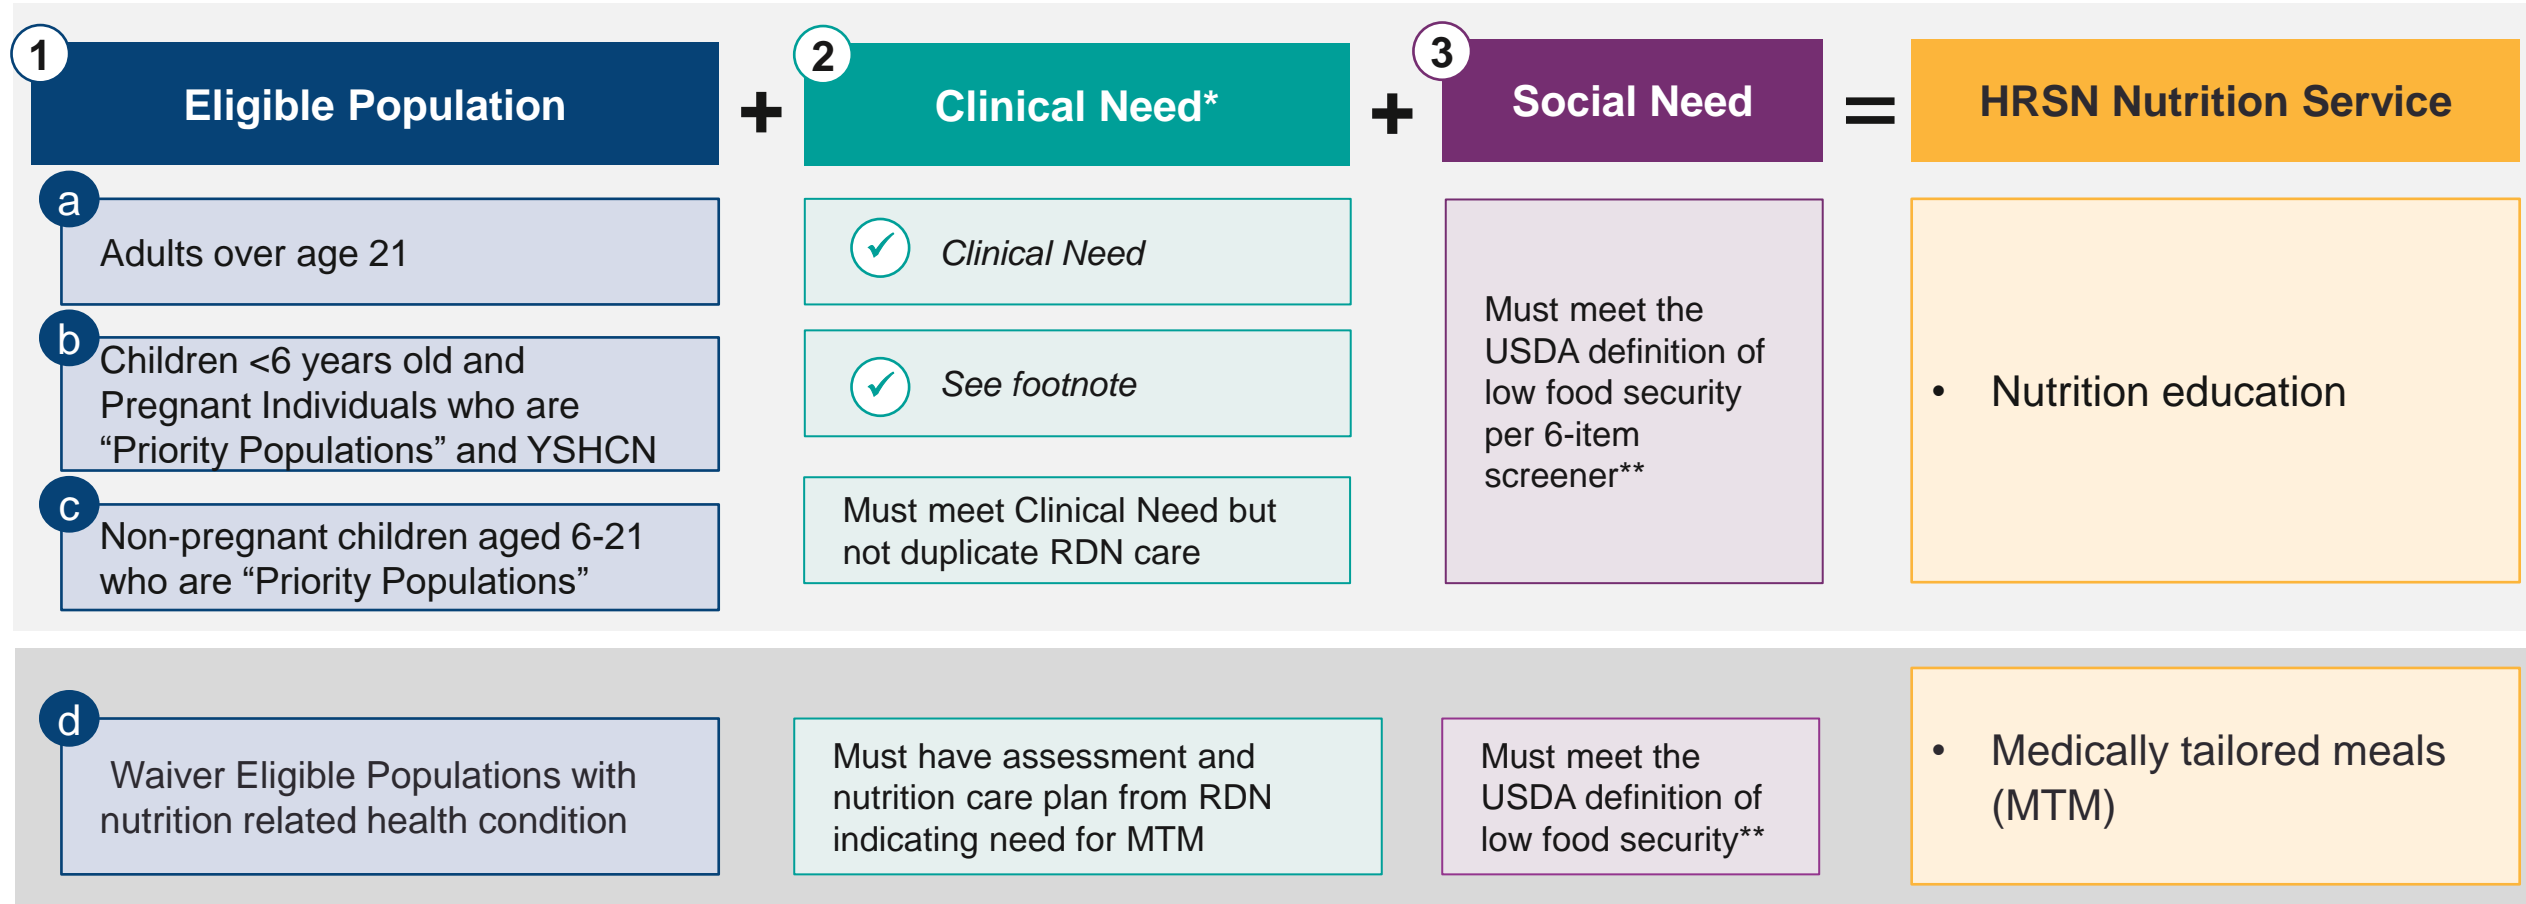 1
Eligible Population
+
2
Clinical Need*
+
3
Social Need
=
HRSN Nutrition Service
a
Adults over age 21
Clinical Need
b
Children <6 years old and
Pregnant Individuals who are
“Priority Populations” and YSHCN
See footnote
c
Non-pregnant children aged 6-21
who are “Priority Populations”
Must meet Clinical Need but
not duplicate RDN care
Must meet the
USDA definition of
low food security
per 6-item
screener**
• Nutrition education
d
Waiver Eligible Populations with
nutrition related health condition
Must have assessment and
nutrition care plan from RDN
indicating need for MTM
Must meet the
USDA definition of
low food security**
• Medically tailored meals
(MTM)